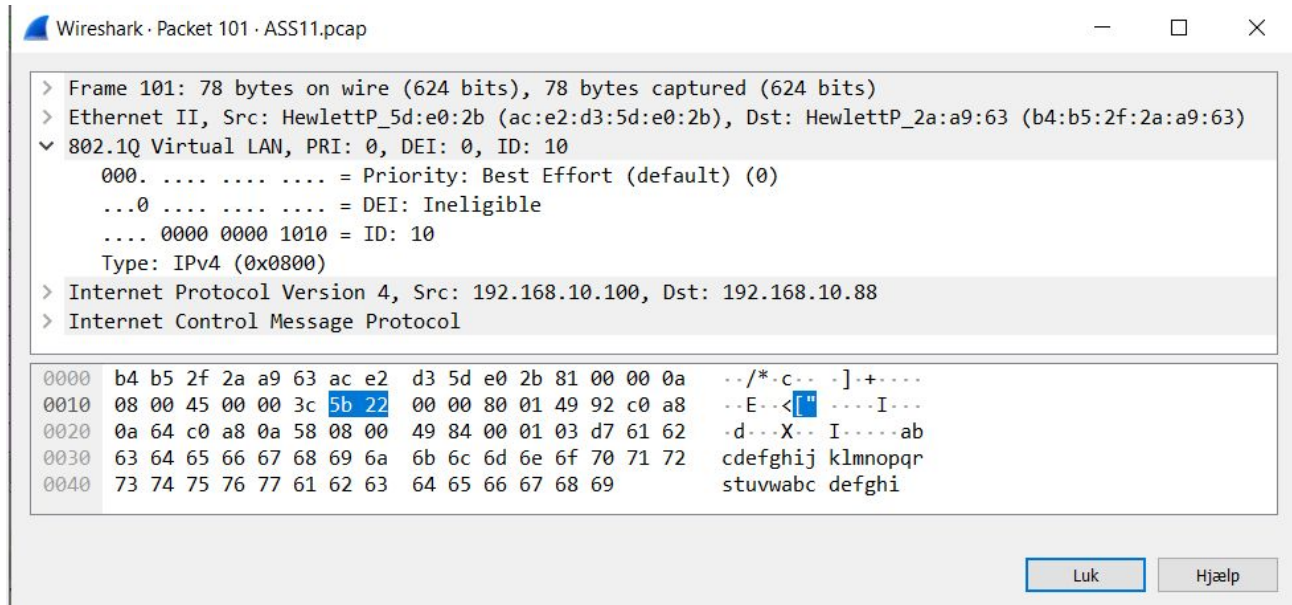 Wireshark · Packet 101 · ASS11.pcap
> Frame 101: 78 bytes on wire (624 bits), 78 bytes captured (624 bits)
> Ethernet II, Src: HewlettP_5d:e0:2b (ac:e2:d3:5d:e0:2b), Dst: HewlettP_2a:a9:63 (b4:b5:2f:2a:a9:63)
802.1Q Virtual LAN, PRI: 0, DEI: 0, ID: 10
000. .... .... .... = Priority: Best Effort (default) (0)
...0 .... .... .... = DEI: Ineligible
.... 0000 0000 1010 = ID: 10
Type: IPv4 (0x0800)
> Internet Protocol Version 4, Src: 192.168.10.100, Dst: 192.168.10.88
> Internet Control Message Protocol
0000 b4 b5 2f 2a a9 63 ac e2 d3 5d e0 2b 81 00 00 0a ··/*·c·· ·]·+····
0010 08 00 45 00 00 3c 5b 22 00 00 80 01 49 92 c0 a8 ··E··<[" ····I···
0020 0a 64 c0 a8 0a 58 08 00 49 84 00 01 03 d7 61 62 ·d···X·· I·····ab
0030 63 64 65 66 67 68 69 6a 6b 6c 6d 6e 6f 70 71 72 cdefghij klmnopqr
0040 73 74 75 76 77 61 62 63 64 65 66 67 68 69 stuvwabc defghi
Luk Hjælp